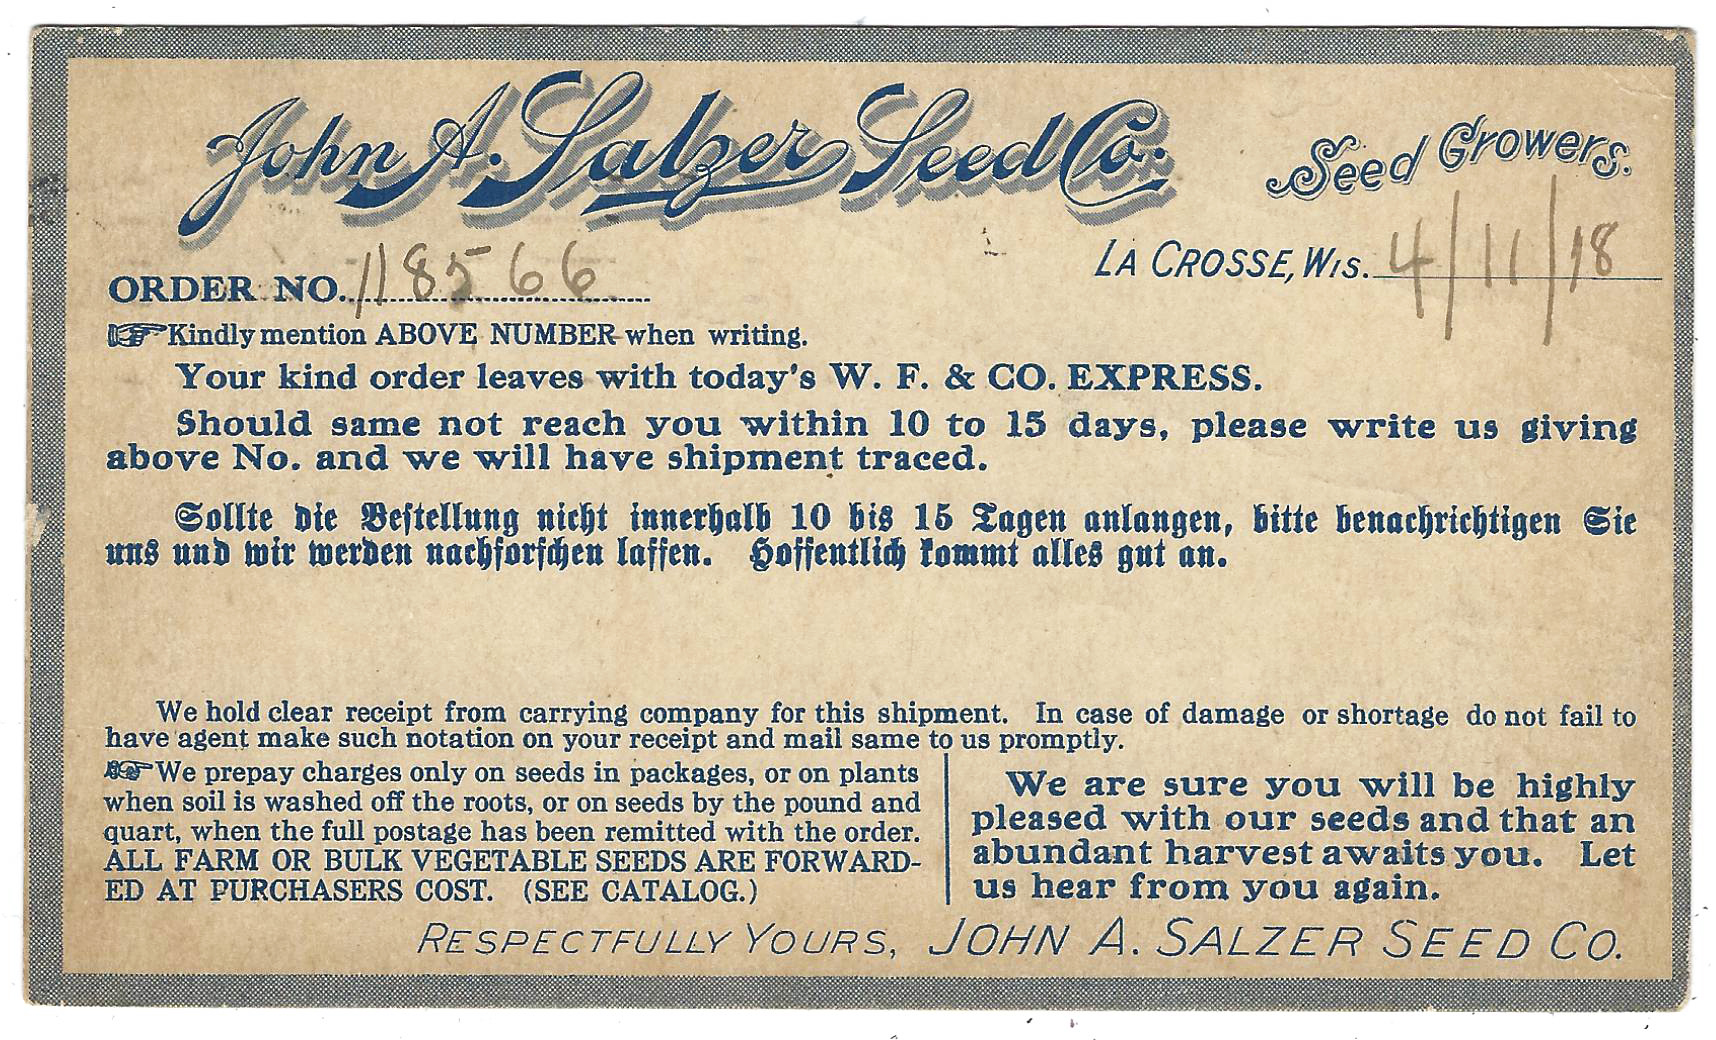 John A. Salzer Seed Co.
Seed Growers.
La Crosse, Wis. 4/11/18
ORDER NO. 118566
☞Kindly mention ABOVE NUMBER when writing.
Your kind order leaves with today's W. F. & CO. EXPRESS.
Should same not reach you within 10 to 15 days, please write us giving
above No. and we will have shipment traced.
Sollte die Bestellung nicht innerhalb 10 bis 15 Tagen anlangen, bitte benachrichtigen Sie
uns und wir werden nachforschen lassen. Hoffentlich kommt alles gut an.
We hold clear receipt from carrying company for this shipment. In case of damage or shortage do not fail to
have agent make such notation on your receipt and mail same to us promptly.
☞We prepay charges only on seeds in packages, or on plants
when soil is washed off the roots, or on seeds by the pound and
quart, when the full postage has been remitted with the order.
ALL FARM OR BULK VEGETABLE SEEDS ARE FORWARD-
ED AT PURCHASERS COST. (SEE CATALOG.)
We are sure you will be highly
pleased with our seeds and that an
abundant harvest awaits you. Let
us hear from you again.
Respectfully Yours, John A. Salzer Seed Co.